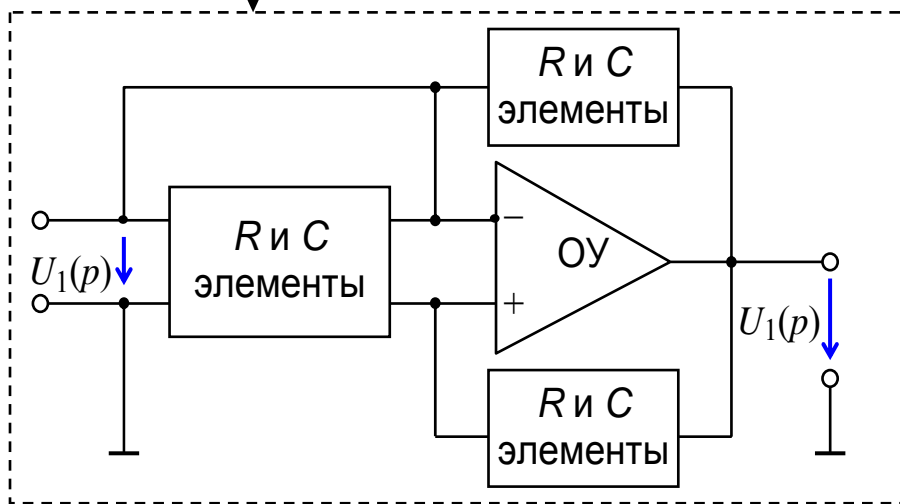 R и C
элементы
R и C
элементы
−
ОУ
+
U₁(p)
U₁(p)
R и C
элементы